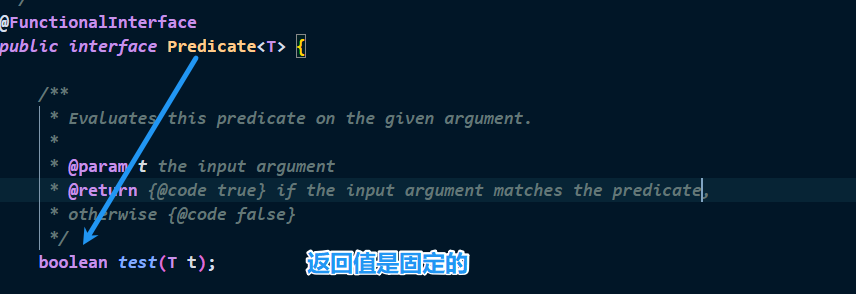 */
@FunctionalInterface
public interface Predicate<T> {
/**
* Evaluates this predicate on the given argument.
*
* @param t the input argument
* @return {@code true} if the input argument matches the predicate,
* otherwise {@code false}
*/
boolean test(T t);
返回值是固定的